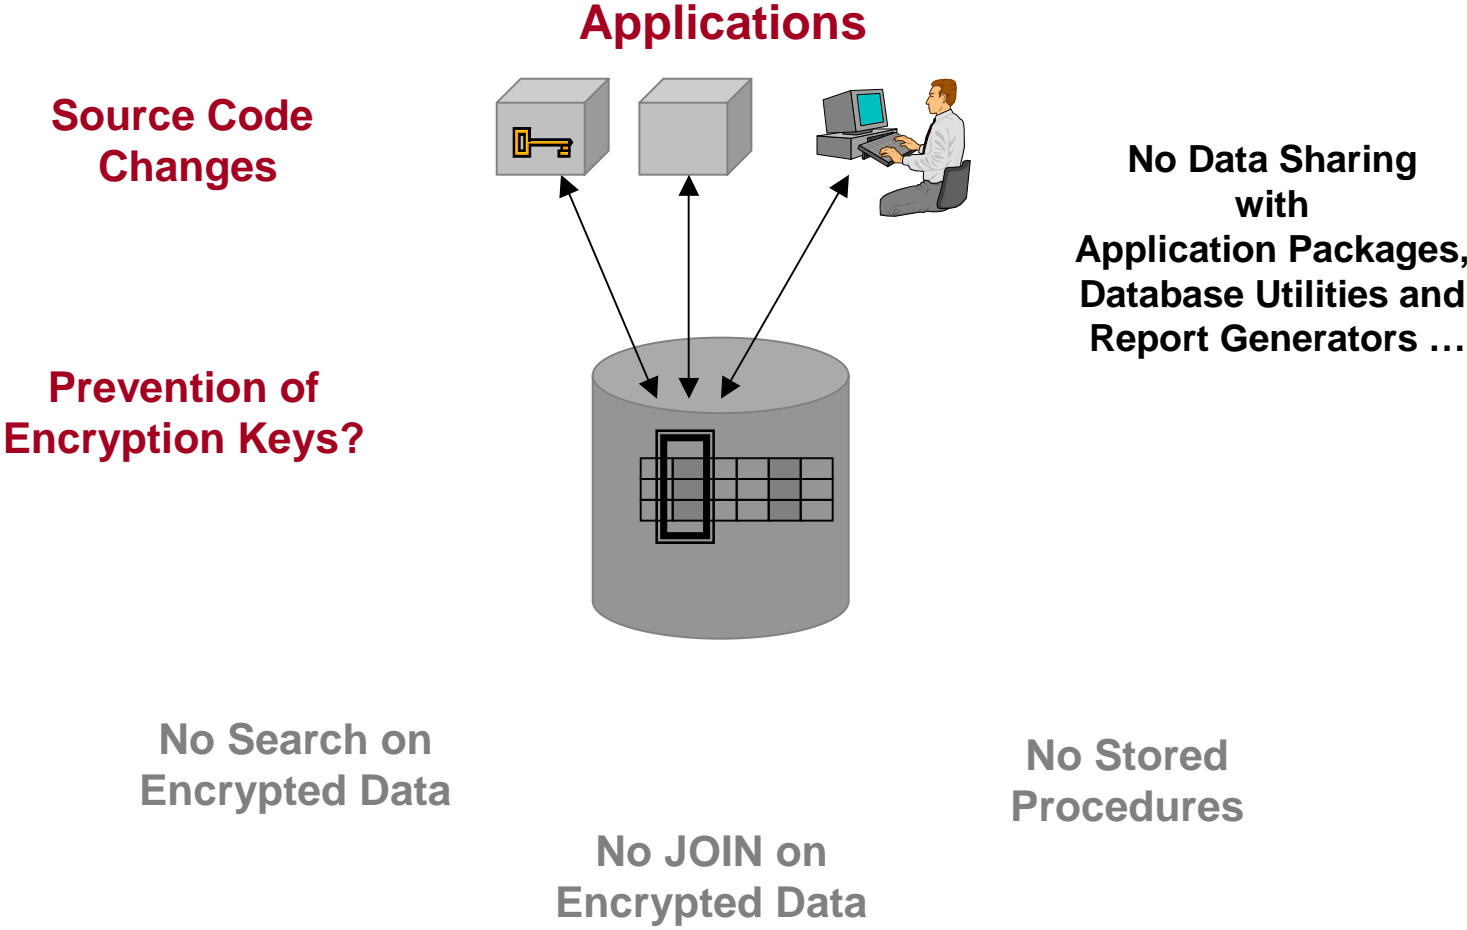 Applications
Source Code
Changes
No Data Sharing
with
Application Packages,
Database Utilities and
Report Generators …
Prevention of
Encryption Keys?
No Search on
Encrypted Data
No Stored
Procedures
No JOIN on
Encrypted Data